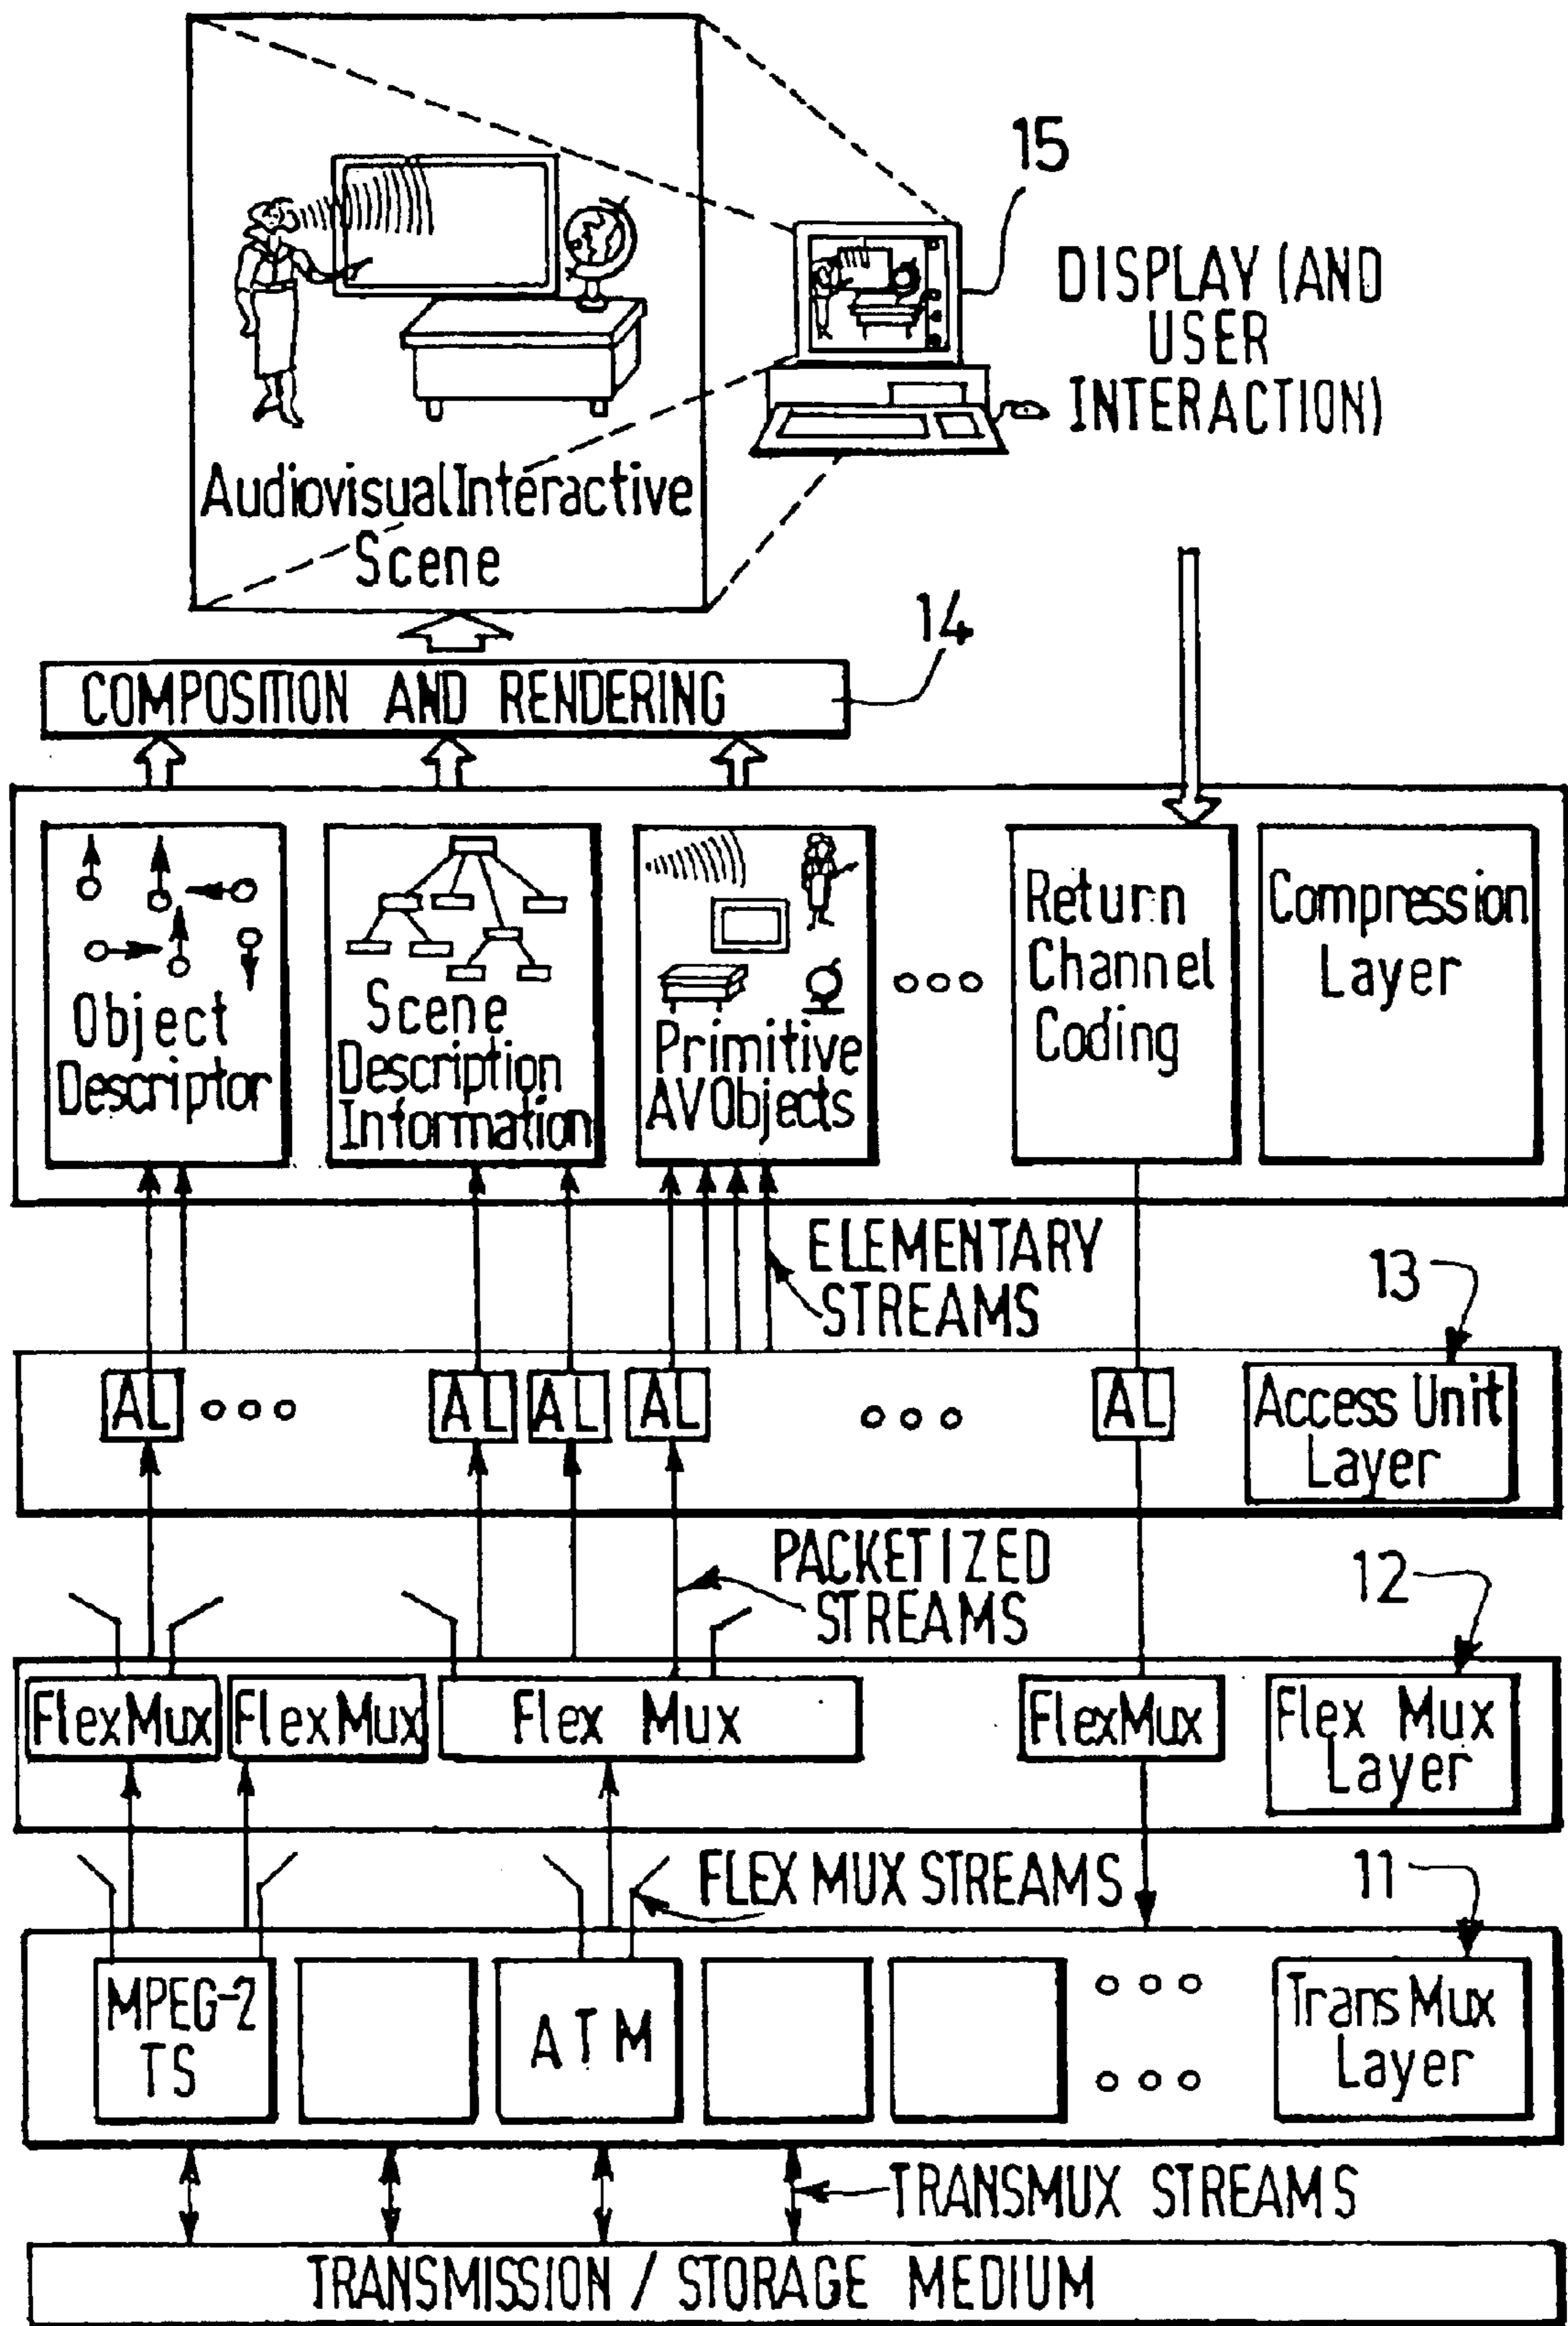 15
DISPLAY (AND
USER
INTERACTION)
Audiovisual Interactive
Scene
14
COMPOSITION AND RENDERING
Object
Descriptor
Scene
Description
Information
Primitive
AV Objects
Return
Channel
Coding
Compression
Layer
ELEMENTARY
STREAMS
13
AL
AL
AL
AL
AL
Access Unit
Layer
PACKETIZED
STREAMS
12
FlexMux
FlexMux
Flex Mux
FlexMux
Flex Mux
Layer
FLEX MUX STREAMS
11
MPEG-2
TS
ATM
Trans Mux
Layer
TRANSMUX STREAMS
TRANSMISSION / STORAGE MEDIUM